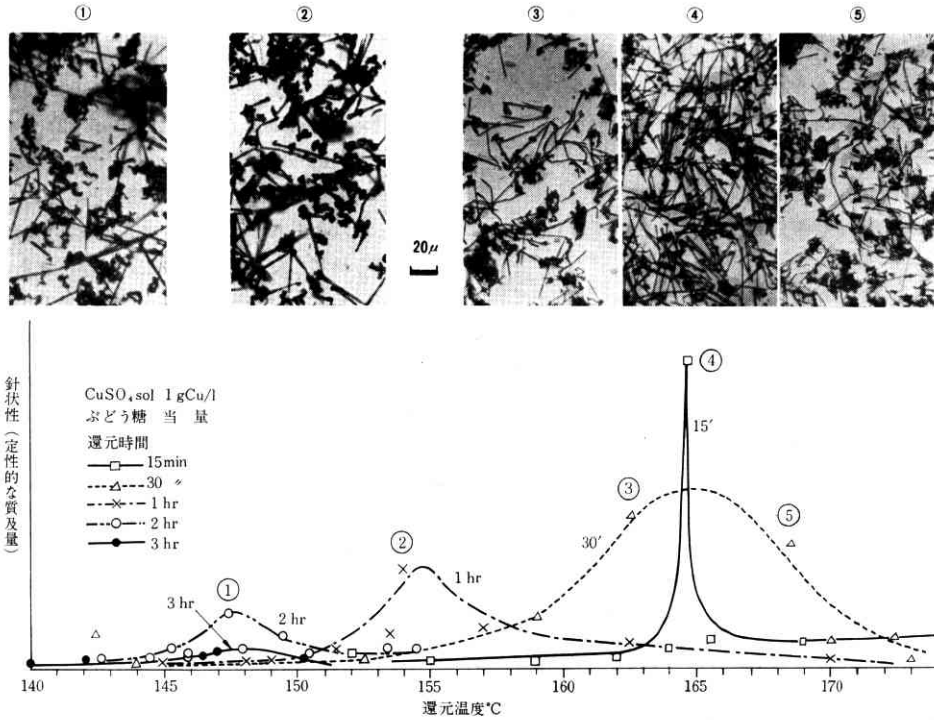 ① ② ③ ④ ⑤
20μ
針状性(定性的な質及量)
CuSO₄sol 1gCu/l
ぶどう糖 当量
還元時間
15min
30 〃
1 hr
2 hr
3 hr
①
3 hr
2 hr
②
1 hr
③
30′
④
15′
⑤
140 145 150 155 160 165 170
還元温度°C